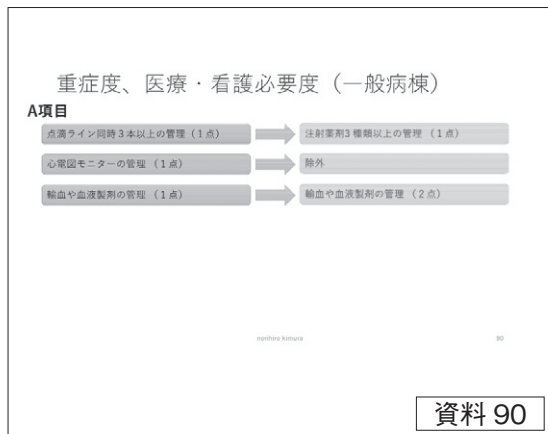 重症度、医療・看護必要度（一般病棟）
A項目
点滴ライン同時３本以上の管理（1点）
注射薬剤3種類以上の管理（1点）
心電図モニターの管理（1点）
除外
輸血や血液製剤の管理（1点）
輸血や血液製剤の管理（2点）
norihiro kimura
90
資料 90